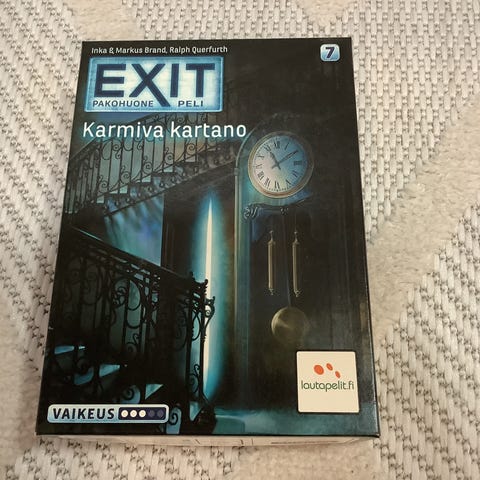 Inka & Markus Brand, Ralph Querfurth
7
EXIT
PAKOHUONE PELI
Karmiva kartano
lautapelit.fi
VAIKEUS